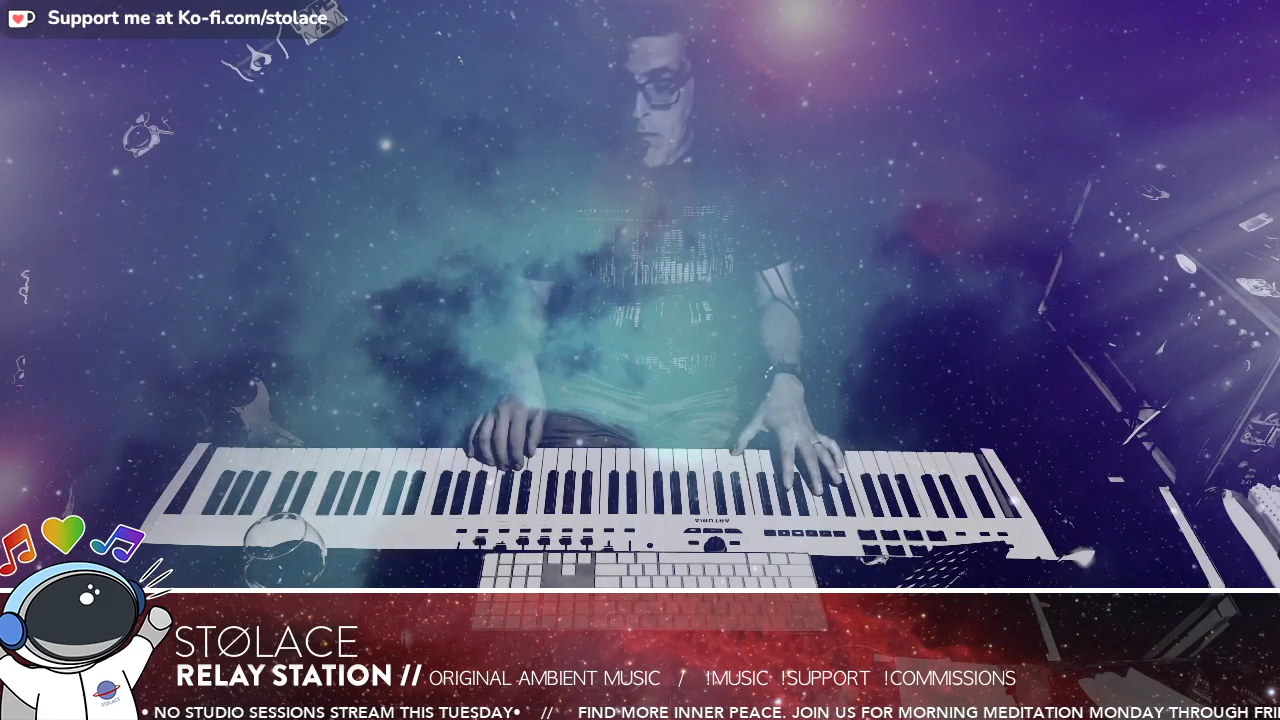 Support me at Ko-fi.com/stolace
ARTURIA
STØLACE
RELAY STATION // ORIGINAL AMBIENT MUSIC / !MUSIC !SUPPORT !COMMISSIONS
• NO STUDIO SESSIONS STREAM THIS TUESDAY• // FIND MORE INNER PEACE. JOIN US FOR MORNING MEDITATION MONDAY THROUGH FRI